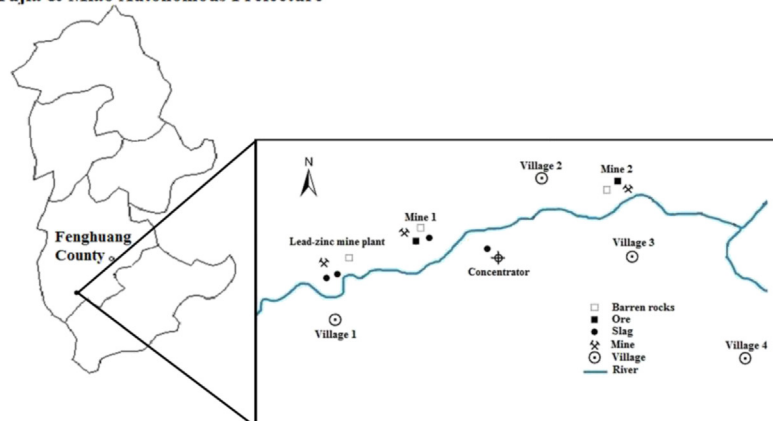 N
Village 2
Mine 2
Mine 1
Fenghuang
County
Lead-zinc mine plant
Village 3
Concentrator
Barren rocks
Ore
Slag
Village 1
Mine
Village
Village 4
River